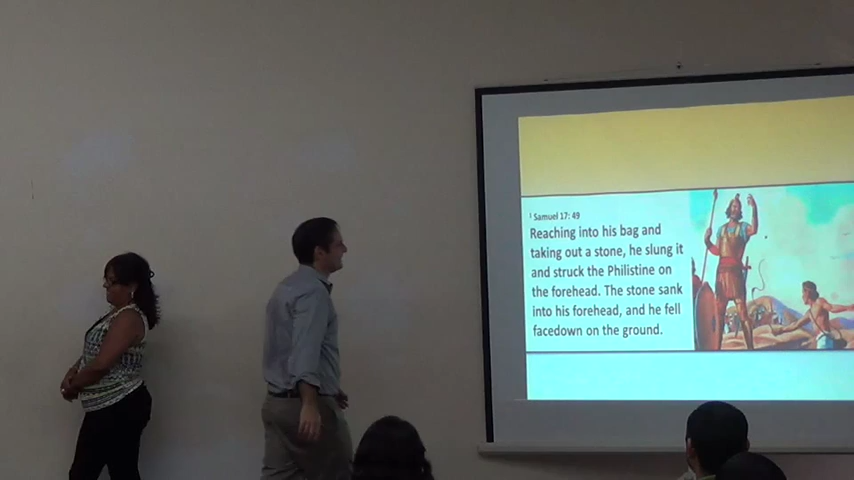 1 Samuel 17: 49
Reaching into his bag and
taking out a stone, he slung it
and struck the Philistine on
the forehead. The stone sank
into his forehead, and he fell
facedown on the ground.